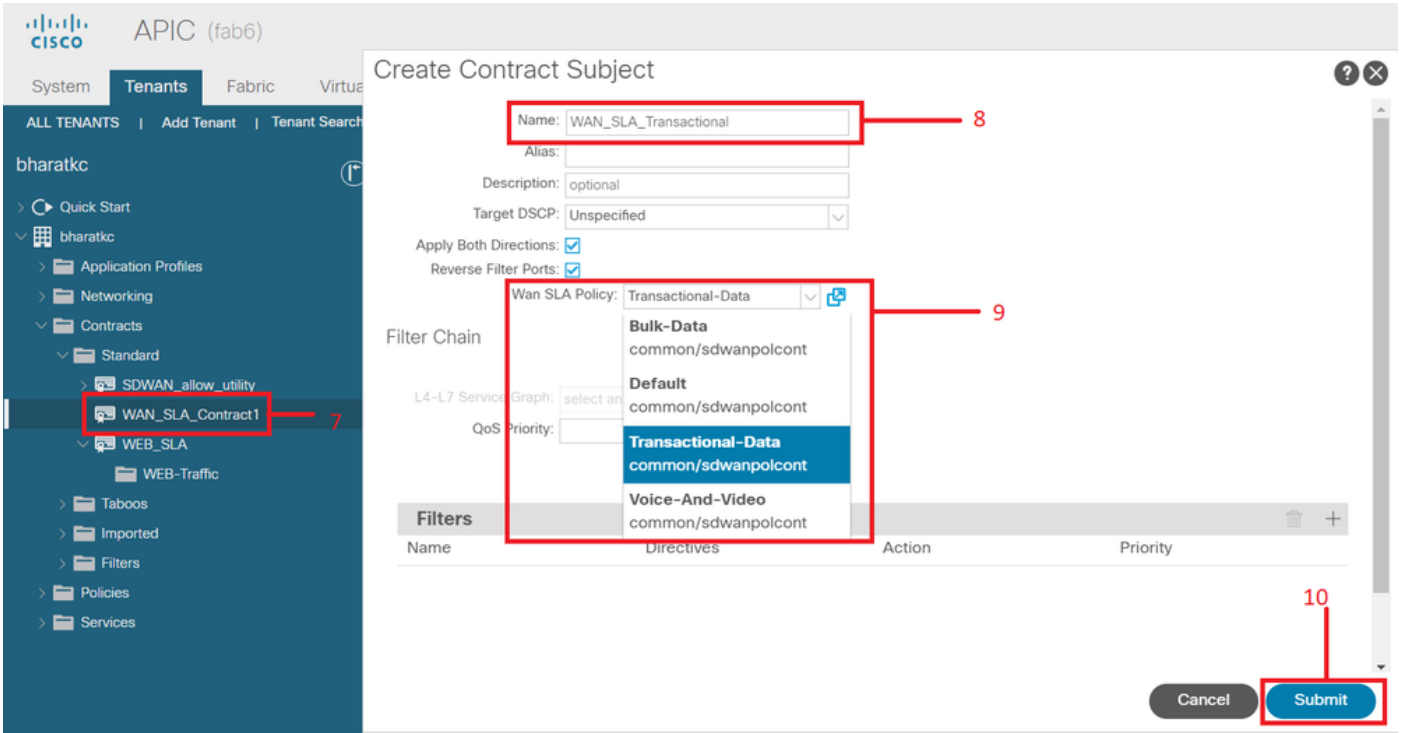 CISCO
APIC (fab6)
System Tenants Fabric Virtua
ALL TENANTS | Add Tenant | Tenant Search
bharatkc
Quick Start
bharatkc
Application Profiles
Networking
Contracts
Standard
SDWAN_allow_utility
WAN_SLA_Contract1
7
WEB_SLA
WEB-Traffic
Taboos
Imported
Filters
Policies
Services
Create Contract Subject
Name: WAN_SLA_Transactional
8
Alias:
Description: optional
Target DSCP: Unspecified
Apply Both Directions:
Reverse Filter Ports:
Wan SLA Policy: Transactional-Data
9
Bulk-Data
common/sdwanpolcont
Default
common/sdwanpolcont
Transactional-Data
common/sdwanpolcont
Voice-And-Video
common/sdwanpolcont
Filter Chain
L4-L7 Service Graph: select an
QoS Priority:
Filters
Name Directives Action Priority
10
Cancel Submit